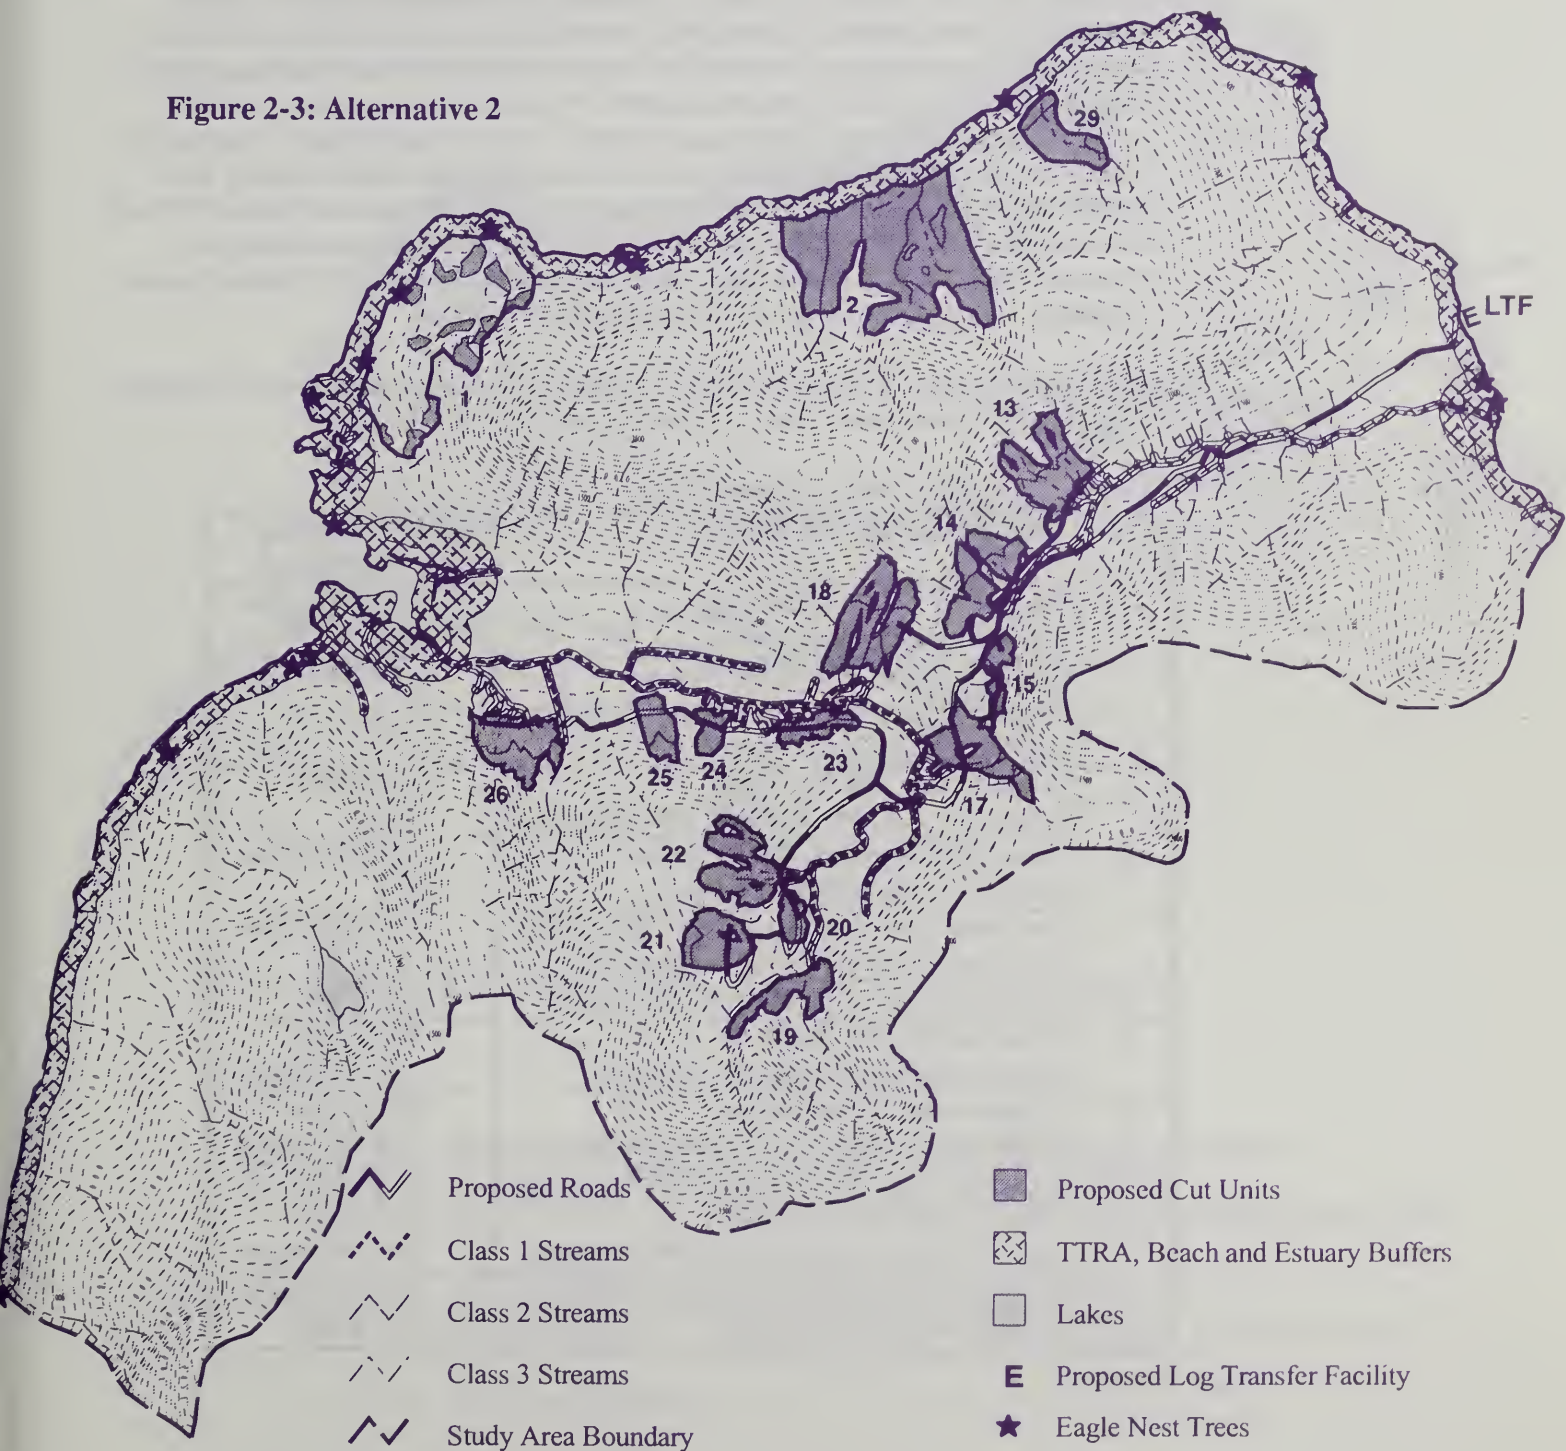 Figure 2-3: Alternative 2
29
2
LTF
E
1
13
14
18
15
26
25
24
23
17
22
21
20
19
Proposed Roads
Class 1 Streams
Class 2 Streams
Class 3 Streams
Study Area Boundary
Proposed Cut Units
TTRA, Beach and Estuary Buffers
Lakes
E Proposed Log Transfer Facility
Eagle Nest Trees